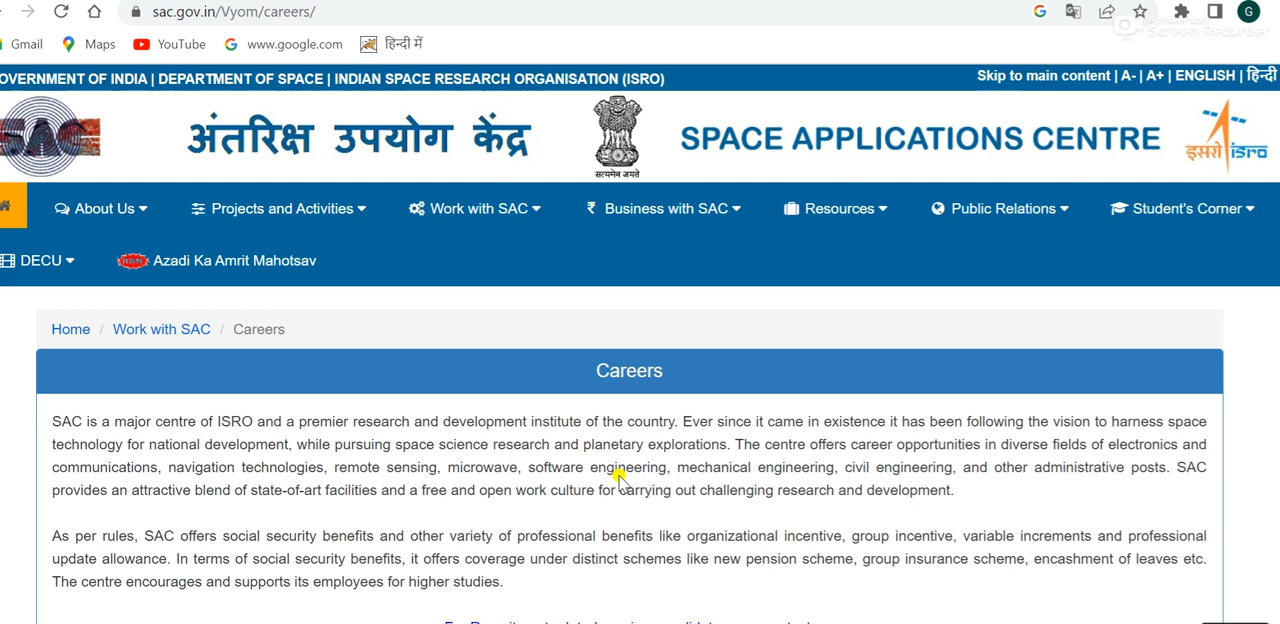 sac.gov.in/Vyom/careers/
G
Screen Recorder
Gmail Maps YouTube www.google.com हिन्दी में
OVERNMENT OF INDIA | DEPARTMENT OF SPACE | INDIAN SPACE RESEARCH ORGANISATION (ISRO)
Skip to main content | A- | A+ | ENGLISH | हिन्दी
SAC
अंतरिक्ष उपयोग केंद्र
सत्यमेव जयते
SPACE APPLICATIONS CENTRE
इसरो isro
About Us Projects and Activities Work with SAC ₹ Business with SAC Resources Public Relations Student's Corner
DECU Azadi Ka Amrit Mahotsav
Home / Work with SAC / Careers
Careers
SAC is a major centre of ISRO and a premier research and development institute of the country. Ever since it came in existence it has been following the vision to harness space
technology for national development, while pursuing space science research and planetary explorations. The centre offers career opportunities in diverse fields of electronics and
communications, navigation technologies, remote sensing, microwave, software engineering, mechanical engineering, civil engineering, and other administrative posts. SAC
provides an attractive blend of state-of-art facilities and a free and open work culture for carrying out challenging research and development.
As per rules, SAC offers social security benefits and other variety of professional benefits like organizational incentive, group incentive, variable increments and professional
update allowance. In terms of social security benefits, it offers coverage under distinct schemes like new pension scheme, group insurance scheme, encashment of leaves etc.
The centre encourages and supports its employees for higher studies.